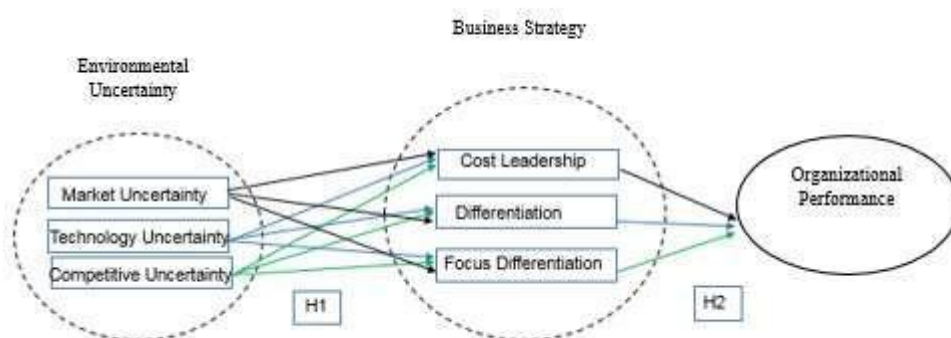 Business Strategy
Environmental
Uncertainty
Market Uncertainty
Technology Uncertainty
Competitive Uncertainty
H1
Cost Leadership
Differentiation
Focus Differentiation
H2
Organizational
Performance